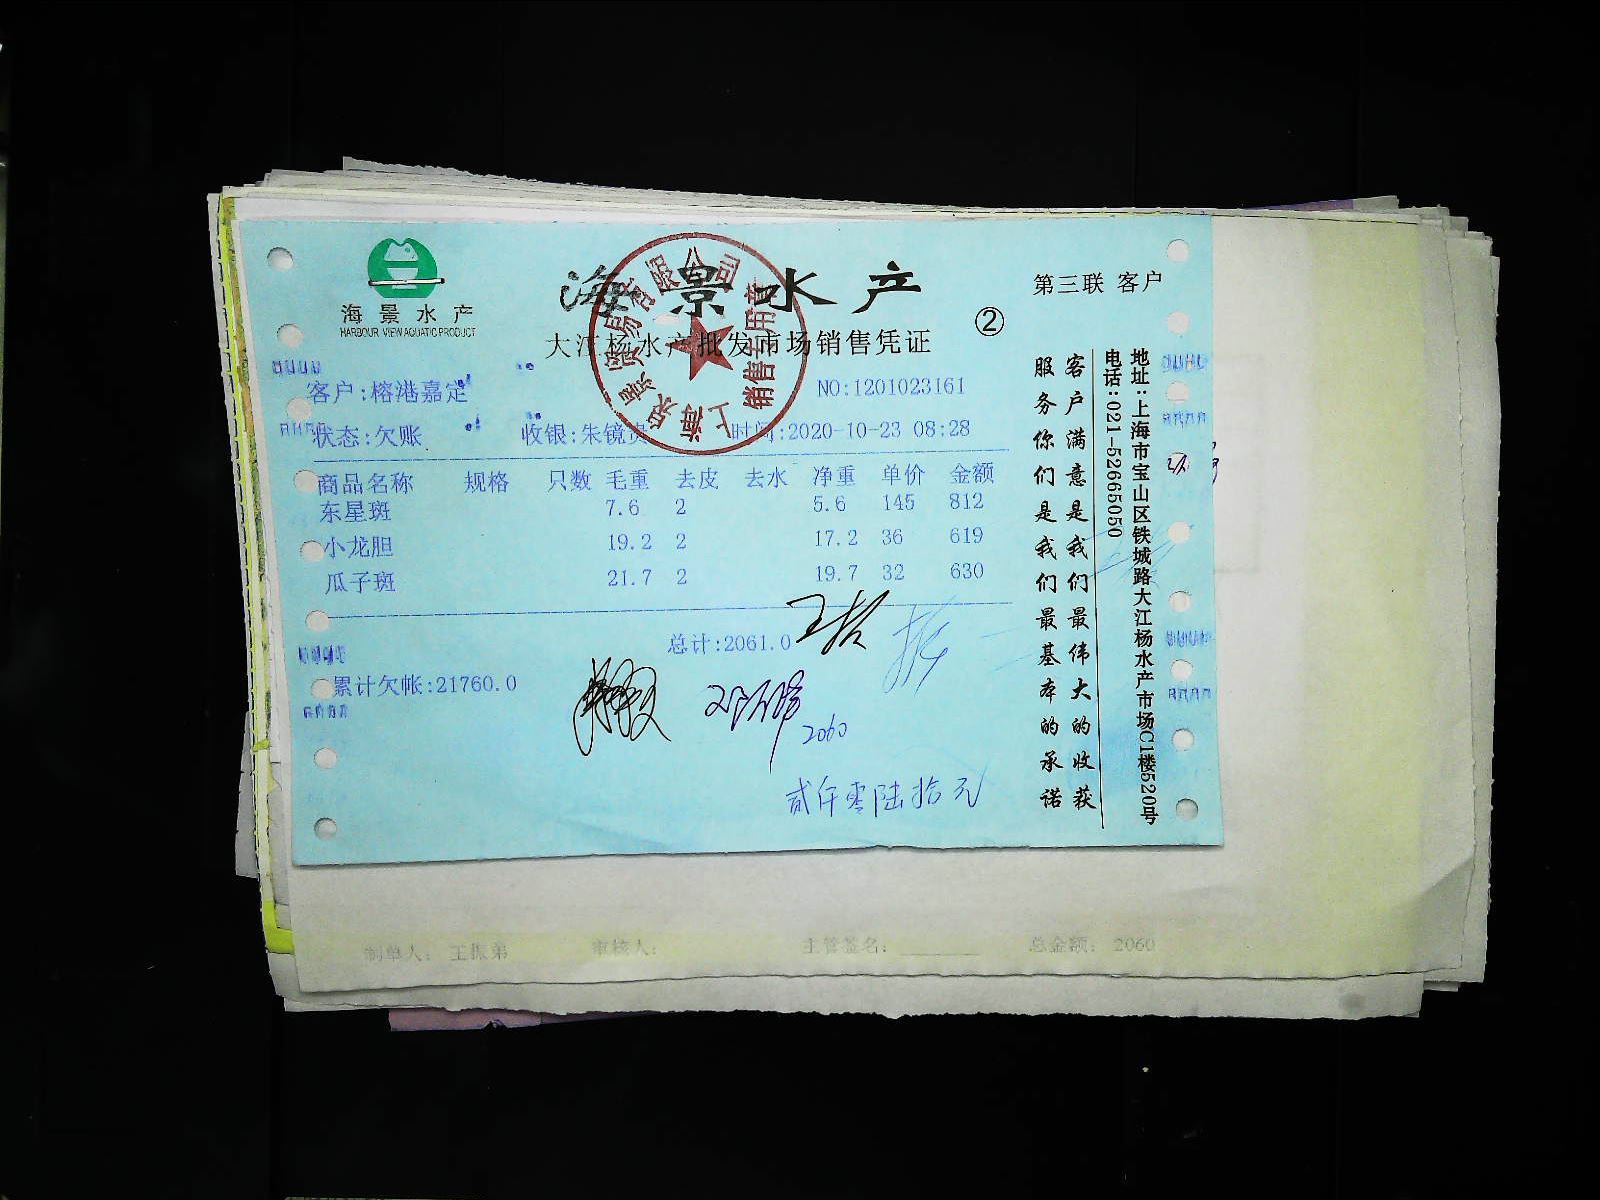 海景水产
HARBOUR VIEW AQUATIC PRODUCT
海景水产
大江杨水产批发市场销售凭证
②
第三联 客户
客户:榕港嘉定
NO:1201023161
状态:欠账 收银:朱镜贵 时间:2020-10-23 08:28
商品名称 规格 只数 毛重 去皮 去水 净重 单价 金额
东星斑 7.6 2 5.6 145 812
小龙胆 19.2 2 17.2 36 619
瓜子斑 21.7 2 19.7 32 630
总计:2061.0
累计欠帐:21760.0
2060
贰仟零陆拾元
客户满意是我们最伟大的收获
服务你们是我们最基本的承诺
地址:上海市宝山区铁城路大江杨水产市场C1楼520号
电话:021-52665050
销售专用章
制单人: 王振弟 审核人: 主管签名: 总金额: 2060